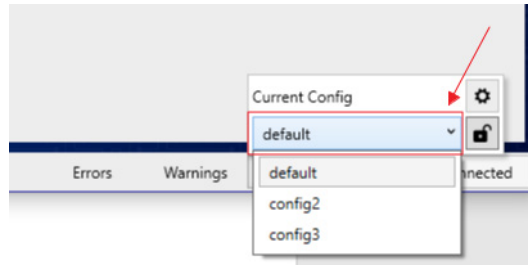 Current Config
default
Errors Warnings default nnected
config2
config3